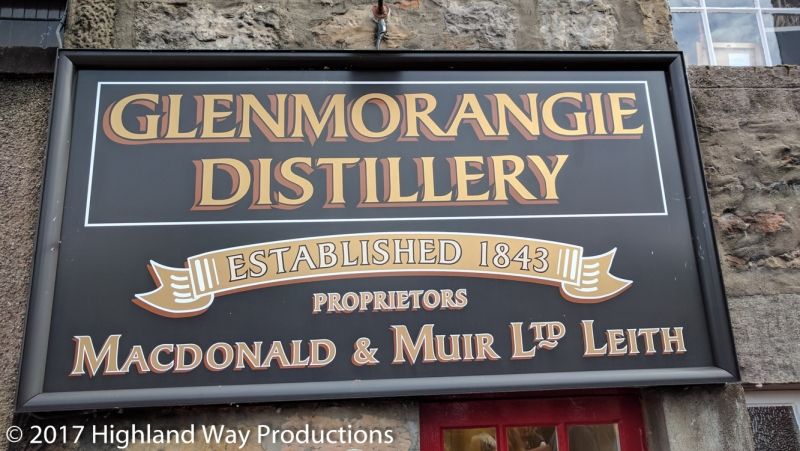 GLENMORANGIE
DISTILLERY
ESTABLISHED 1843
PROPRIETORS
MACDONALD & MUIR LTD LEITH
© 2017 Highland Way Productions